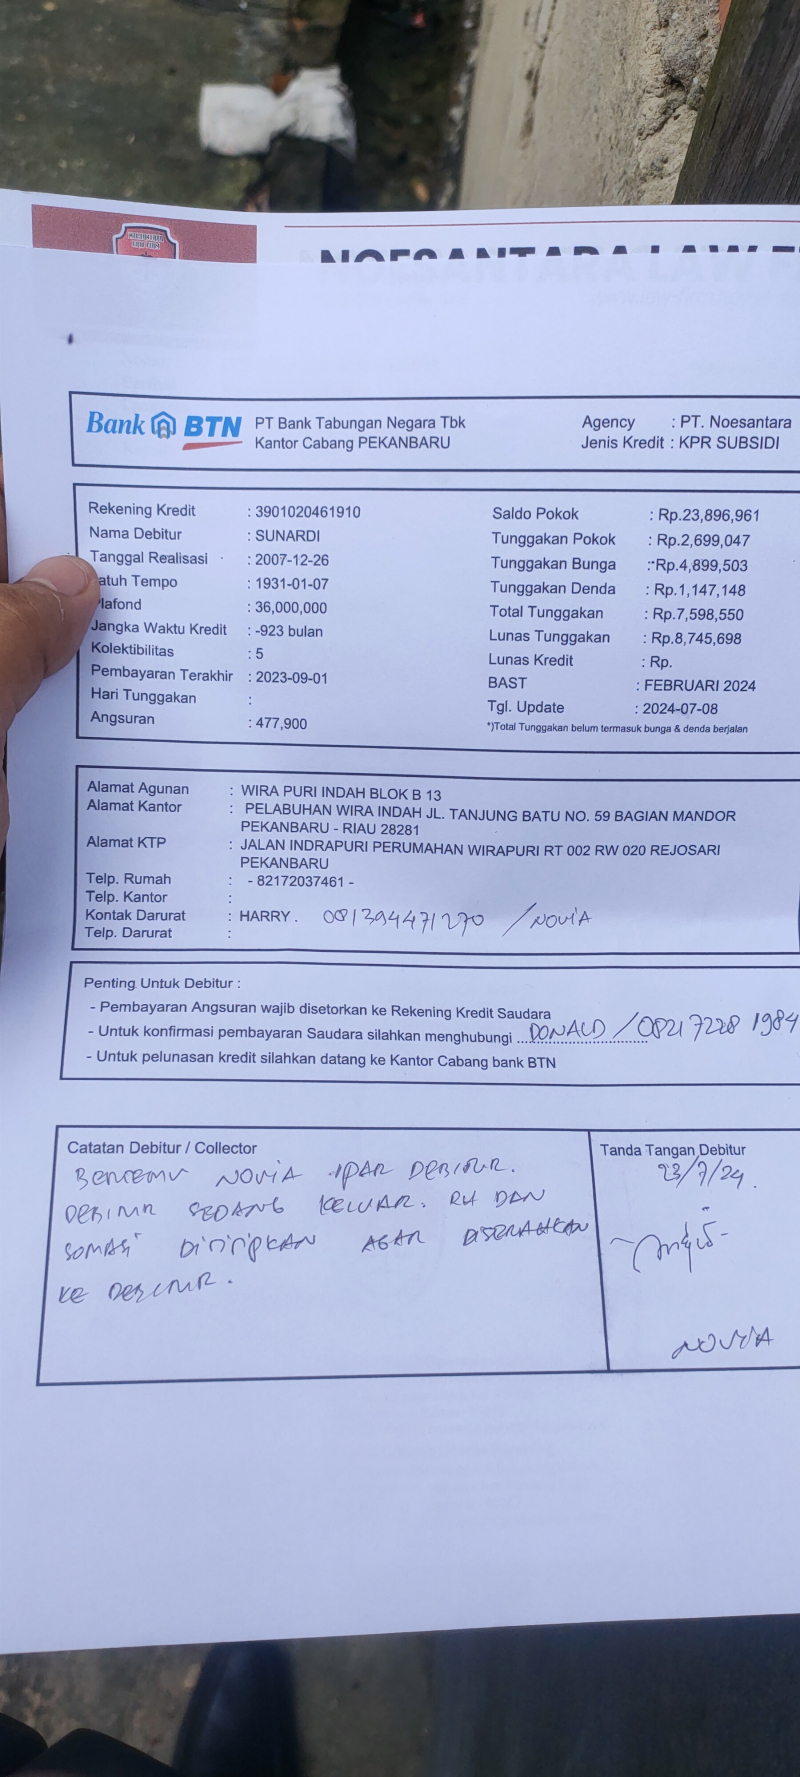 NOESANTARA LAW F
Bank BTN
PT Bank Tabungan Negara Tbk
Kantor Cabang PEKANBARU
Agency : PT. Noesantara
Jenis Kredit : KPR SUBSIDI
Rekening Kredit : 3901020461910
Nama Debitur : SUNARDI
Tanggal Realisasi : 2007-12-26
atuh Tempo : 1931-01-07
lafond : 36,000,000
Jangka Waktu Kredit : -923 bulan
Kolektibilitas : 5
Pembayaran Terakhir : 2023-09-01
Hari Tunggakan :
Angsuran : 477,900
Saldo Pokok : Rp.23,896,961
Tunggakan Pokok : Rp.2,699,047
Tunggakan Bunga : Rp.4,899,503
Tunggakan Denda : Rp.1,147,148
Total Tunggakan : Rp.7,598,550
Lunas Tunggakan : Rp.8,745,698
Lunas Kredit : Rp.
BAST : FEBRUARI 2024
Tgl. Update : 2024-07-08
*)Total Tunggakan belum termasuk bunga & denda berjalan
Alamat Agunan : WIRA PURI INDAH BLOK B 13
Alamat Kantor : PELABUHAN WIRA INDAH JL. TANJUNG BATU NO. 59 BAGIAN MANDOR
PEKANBARU - RIAU 28281
Alamat KTP : JALAN INDRAPURI PERUMAHAN WIRAPURI RT 002 RW 020 REJOSARI
PEKANBARU
Telp. Rumah : - 82172037461 -
Telp. Kantor :
Kontak Darurat : HARRY. 081394471270 / NOVIA
Telp. Darurat :
Penting Untuk Debitur :
- Pembayaran Angsuran wajib disetorkan ke Rekening Kredit Saudara
- Untuk konfirmasi pembayaran Saudara silahkan menghubungi DONALD / 082172281984
- Untuk pelunasan kredit silahkan datang ke Kantor Cabang bank BTN
Catatan Debitur / Collector
BERTEMU NOVIA IPAR DEBITUR.
DEBITUR SEDANG KELUAR. RH DAN
SOMASI DITITIPKAN AGAR DISERAHKAN
KE DEBITUR.
Tanda Tangan Debitur
23/7/24.
NOVIA